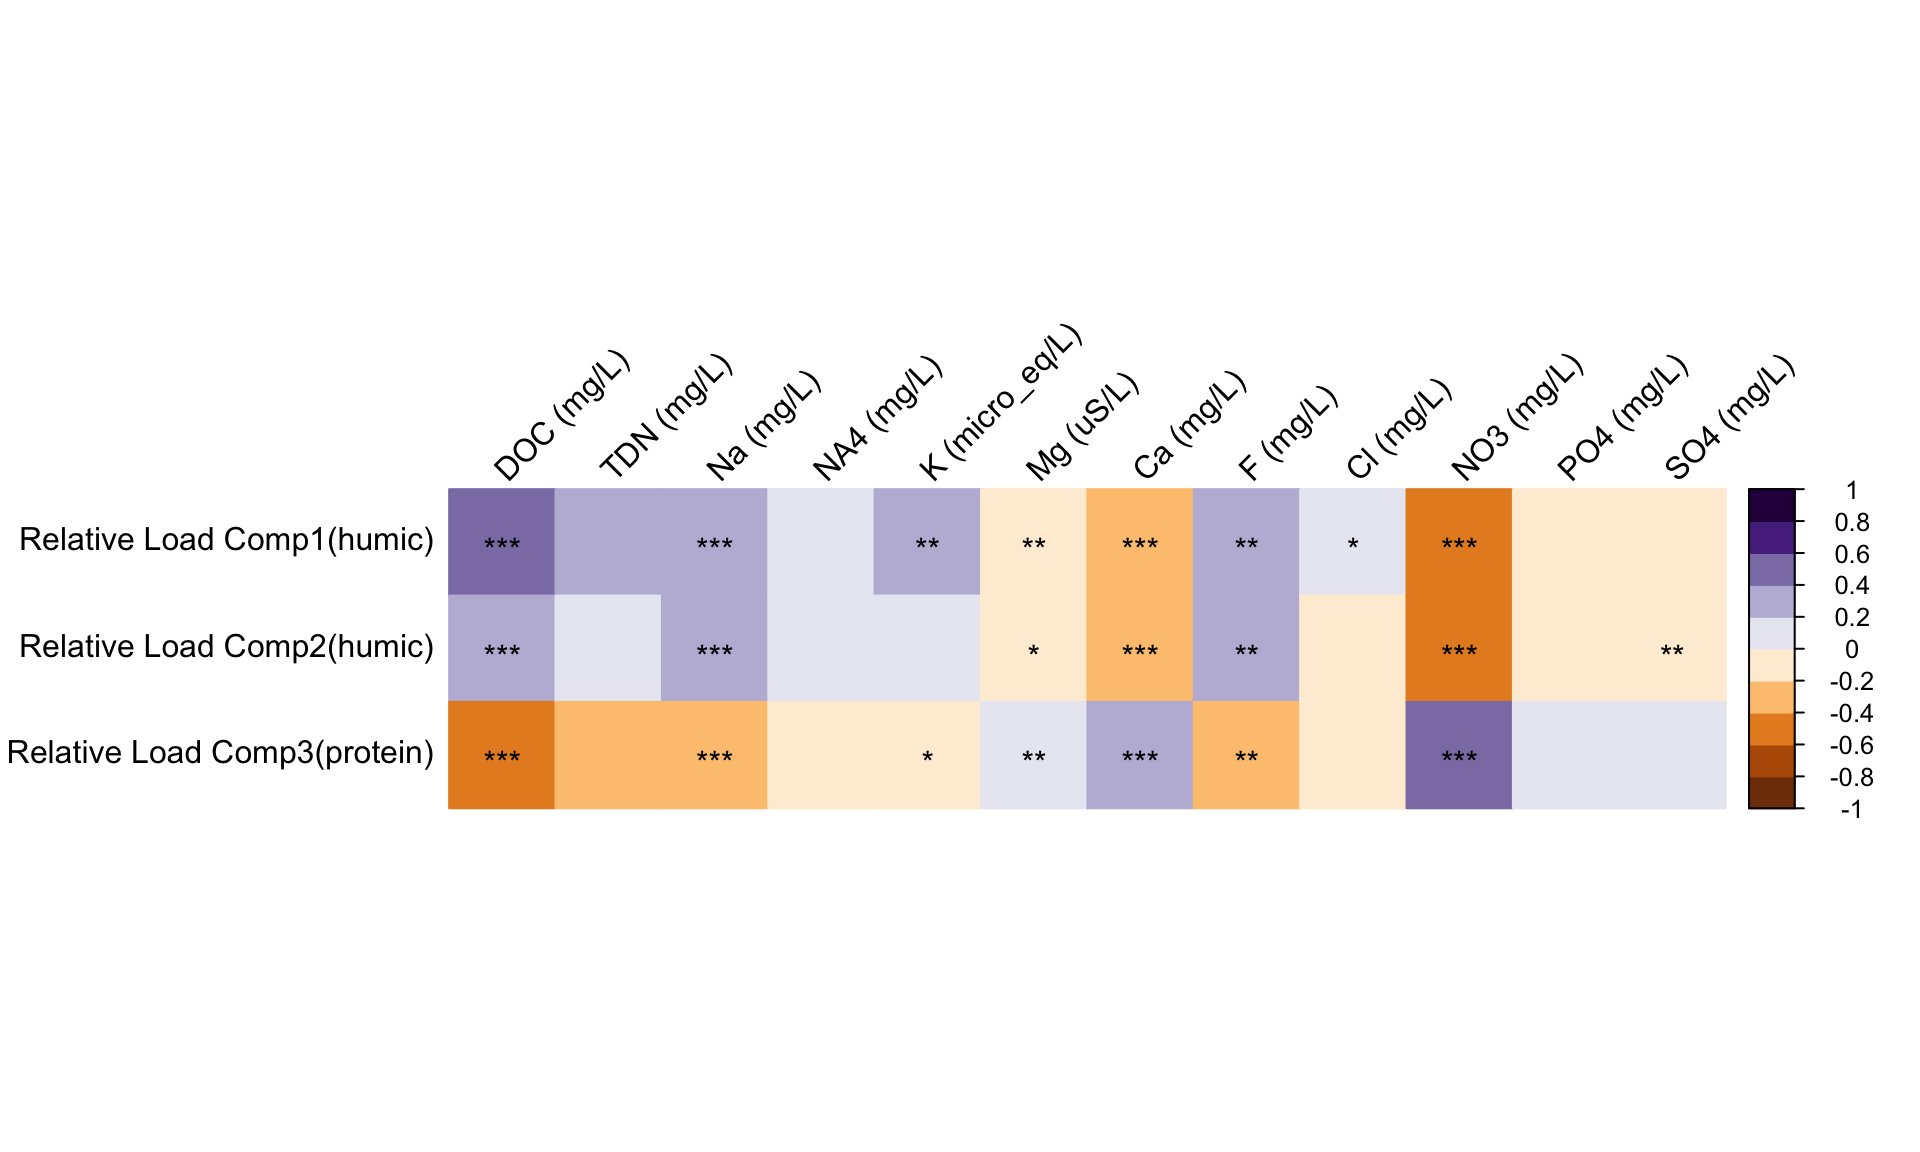 DOC (mg/L)
TDN (mg/L)
Na (mg/L)
NA4 (mg/L)
K (micro_eq/L)
Mg (uS/L)
Ca (mg/L)
F (mg/L)
Cl (mg/L)
NO3 (mg/L)
PO4 (mg/L)
SO4 (mg/L)
Relative Load Comp1(humic)
*** *** ** ** *** ** * ***
Relative Load Comp2(humic)
*** *** * *** ** *** **
Relative Load Comp3(protein)
*** *** * ** *** ** ***
1
0.8
0.6
0.4
0.2
0
-0.2
-0.4
-0.6
-0.8
-1